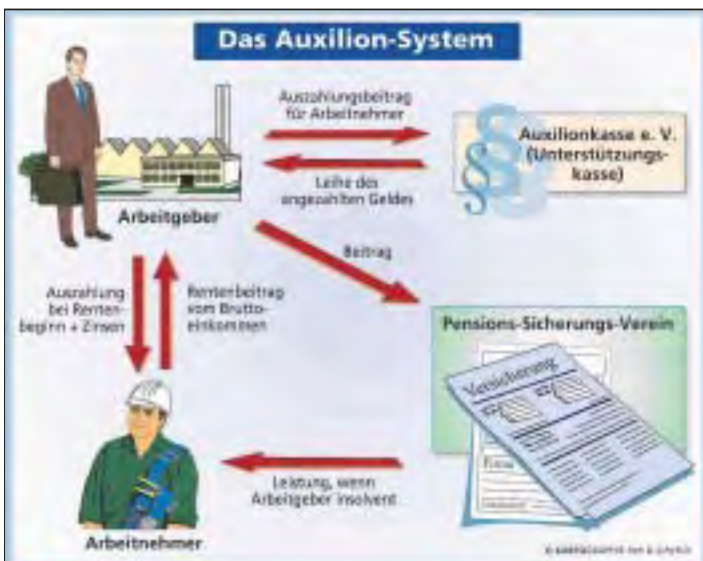 Das Auxilion-System
Auszahlungsbeitrag
für Arbeitnehmer
Auxilionkasse e. V.
(Unterstützungs-
kasse)
Leihe des
angezahlten Geldes
Arbeitgeber
Beitrag
Auszahlung
bei Renten-
beginn + Zinsen
Rentenbeitrag
vom Brutto-
einkommen
Pensions-Sicherungs-Verein
Versicherung
Leistung, wenn
Arbeitgeber insolvent
Arbeitnehmer